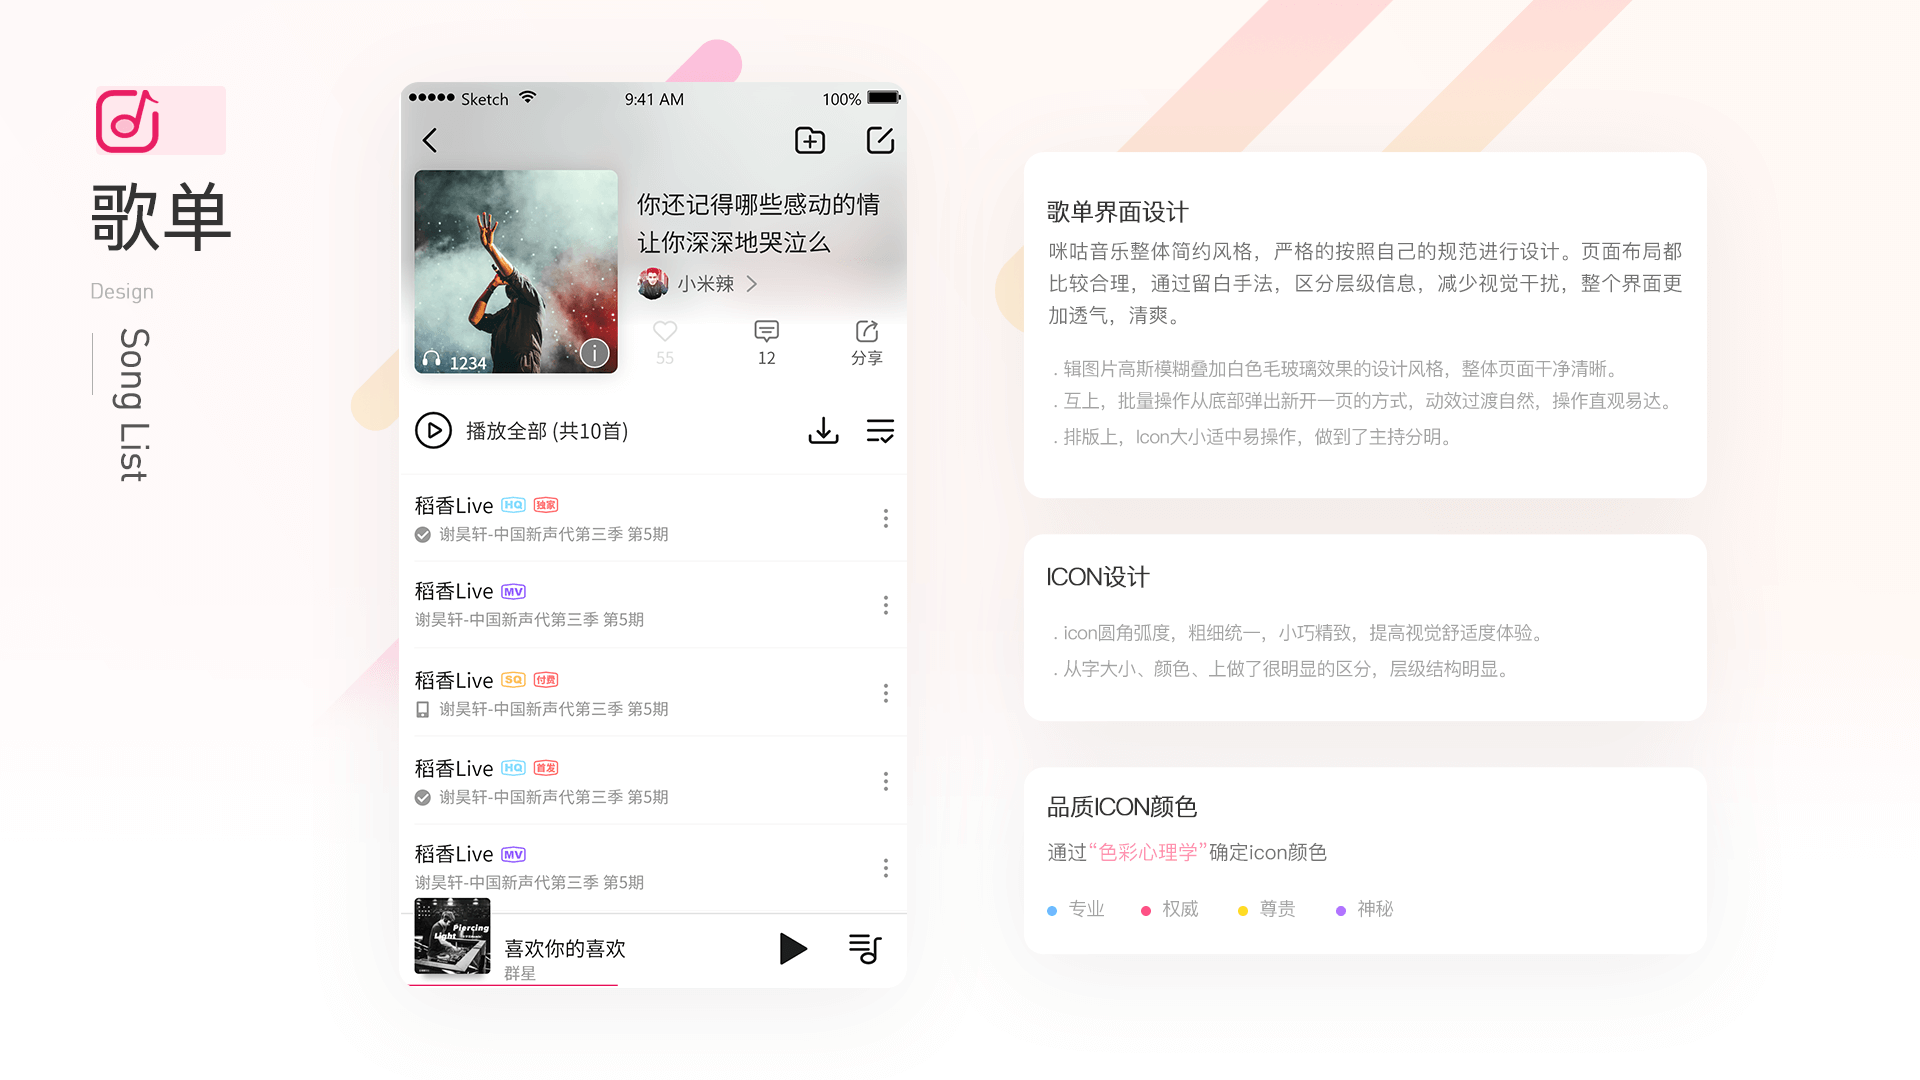 歌单
Design
Song List
Sketch
9:41 AM
100%
你还记得哪些感动的情
让你深深地哭泣么
小米辣
1234
55
12
分享
播放全部 (共10首)
稻香Live HQ 独家
谢昊轩-中国新声代第三季 第5期
稻香Live MV
谢昊轩-中国新声代第三季 第5期
稻香Live SQ 付费
谢昊轩-中国新声代第三季 第5期
稻香Live HQ 首发
谢昊轩-中国新声代第三季 第5期
稻香Live MV
谢昊轩-中国新声代第三季 第5期
Piercing
Light
喜欢你的喜欢
群星
歌单界面设计
咪咕音乐整体简约风格，严格的按照自己的规范进行设计。页面布局都
比较合理，通过留白手法，区分层级信息，减少视觉干扰，整个界面更
加透气，清爽。
. 辑图片高斯模糊叠加白色毛玻璃效果的设计风格，整体页面干净清晰。
. 互上，批量操作从底部弹出新开一页的方式，动效过渡自然，操作直观易达。
. 排版上，Icon大小适中易操作，做到了主持分明。
ICON设计
. icon圆角弧度，粗细统一，小巧精致，提高视觉舒适度体验。
. 从字大小、颜色、上做了很明显的区分，层级结构明显。
品质ICON颜色
通过“色彩心理学”确定icon颜色
专业 权威 尊贵 神秘